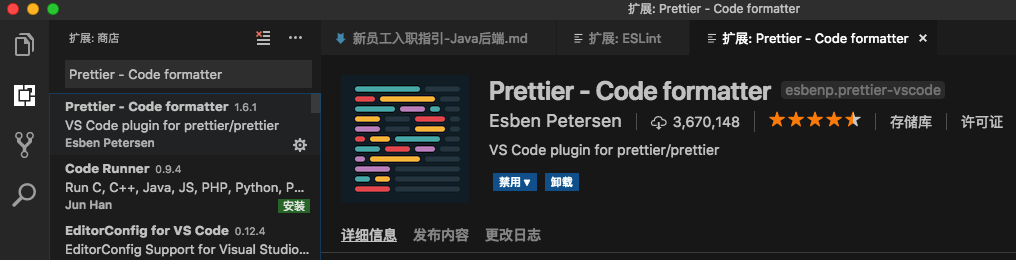 扩展: Prettier - Code formatter
扩展: 商店
新员工入职指引-Java后端.md
扩展: ESLint
扩展: Prettier - Code formatter
Prettier - Code formatter
Prettier - Code formatter 1.6.1
VS Code plugin for prettier/prettier
Esben Petersen
Code Runner 0.9.4
Run C, C++, Java, JS, PHP, Python, P...
Jun Han
安装
EditorConfig for VS Code 0.12.4
EditorConfig Support for Visual Studio...
Prettier - Code formatter esbenp.prettier-vscode
Esben Petersen 3,670,148 存储库 许可证
VS Code plugin for prettier/prettier
禁用 卸载
详细信息 发布内容 更改日志